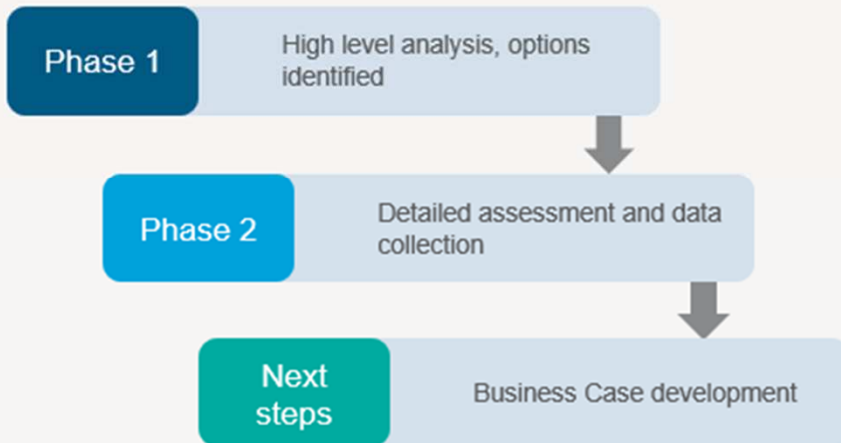 Phase 1
High level analysis, options
identified
Phase 2
Detailed assessment and data
collection
Next
steps
Business Case development